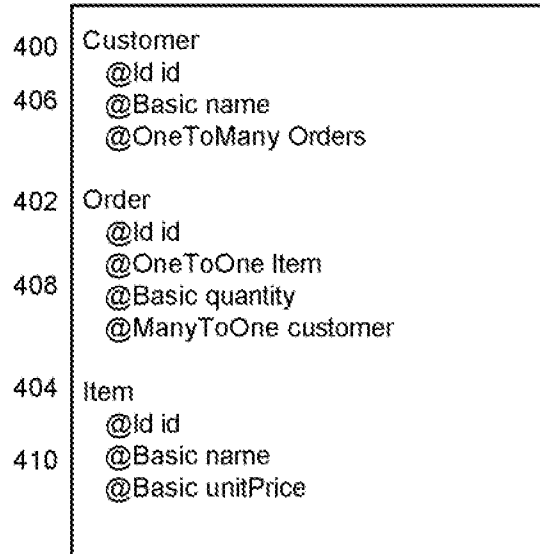 400 Customer
@Id id
406 @Basic name
@OneToMany Orders
402 Order
@Id id
@OneToOne Item
408 @Basic quantity
@ManyToOne customer
404 Item
@Id id
410 @Basic name
@Basic unitPrice